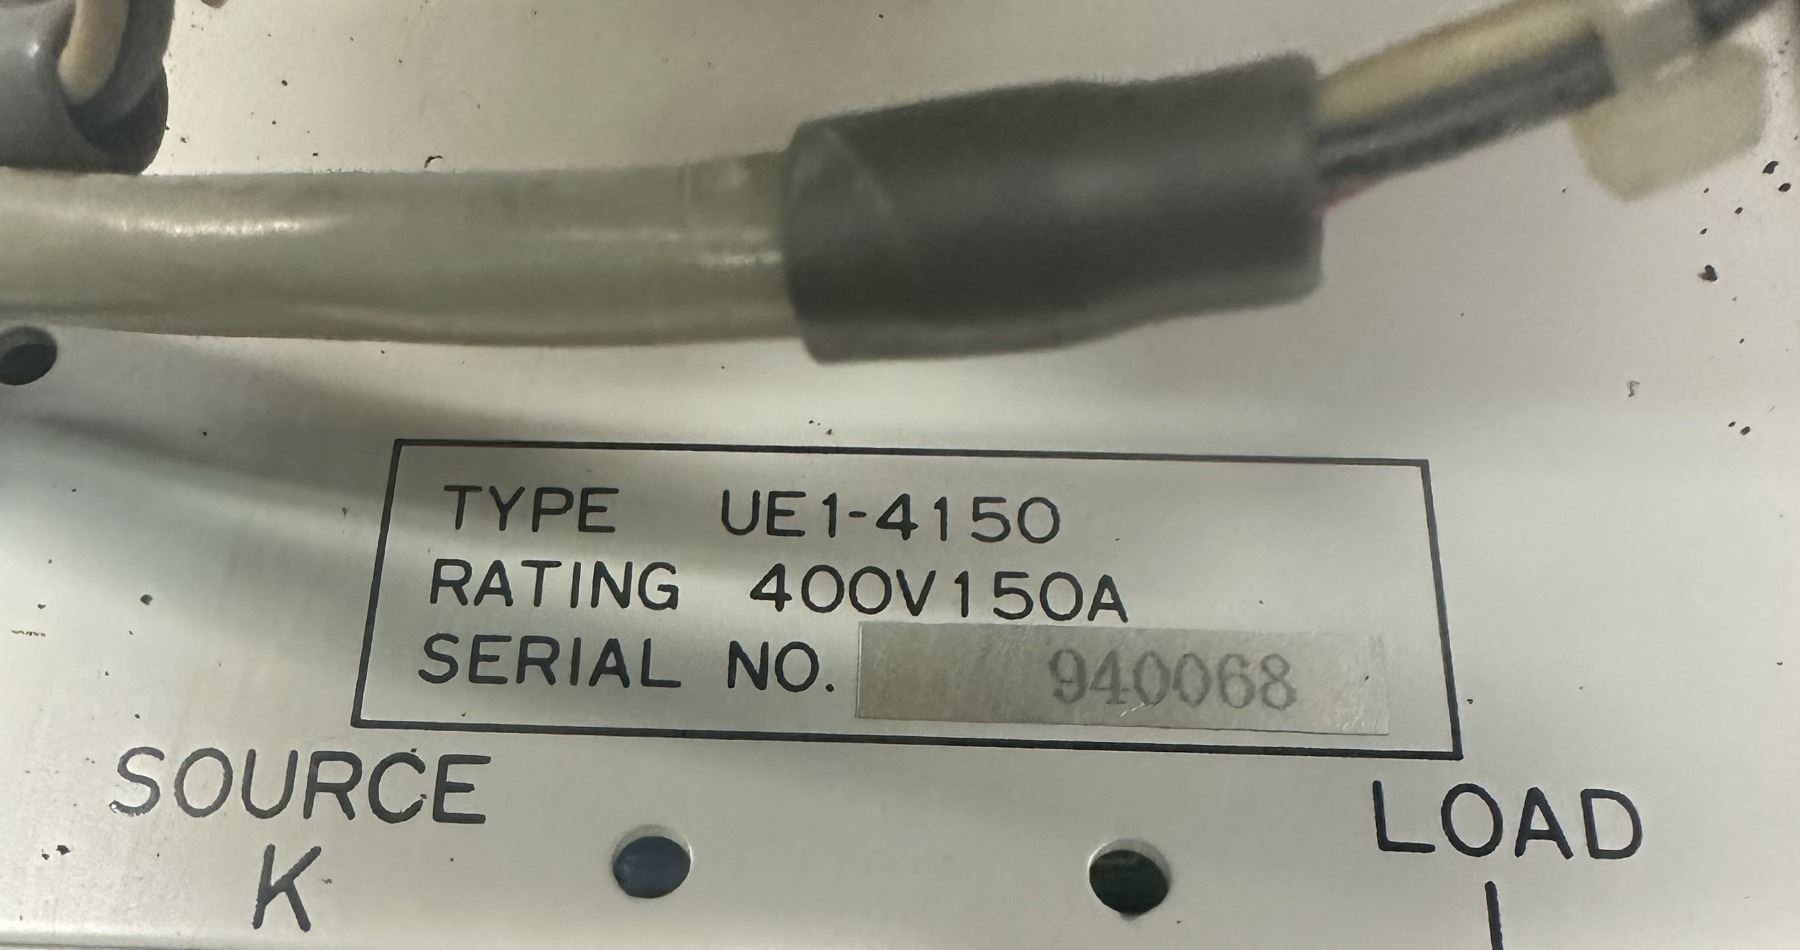 TYPE UE1-4150
RATING 400V150A
SERIAL NO. 940068
SOURCE
LOAD
K